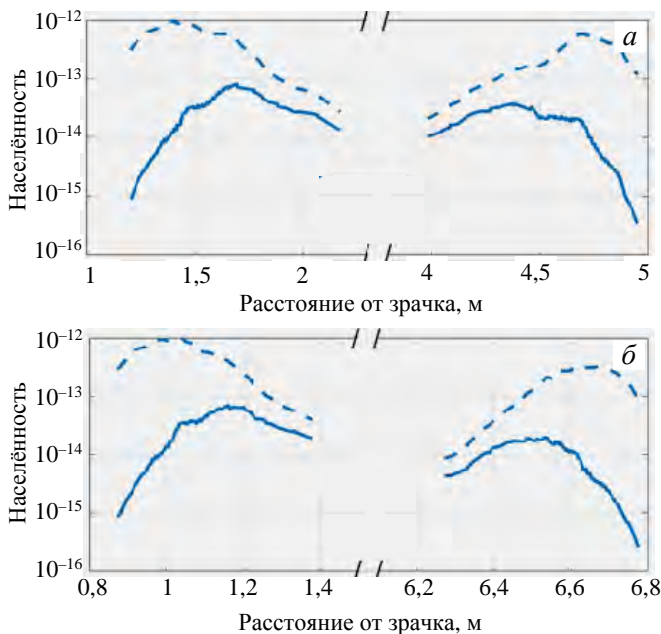 10⁻¹²
а
10⁻¹³
10⁻¹⁴
10⁻¹⁵
10⁻¹⁶
Населённость
1 1,5 2 4 4,5 5
Расстояние от зрачка, м
10⁻¹²
б
10⁻¹³
10⁻¹⁴
10⁻¹⁵
10⁻¹⁶
Населённость
0,8 1 1,2 1,4 6,2 6,4 6,6 6,8
Расстояние от зрачка, м